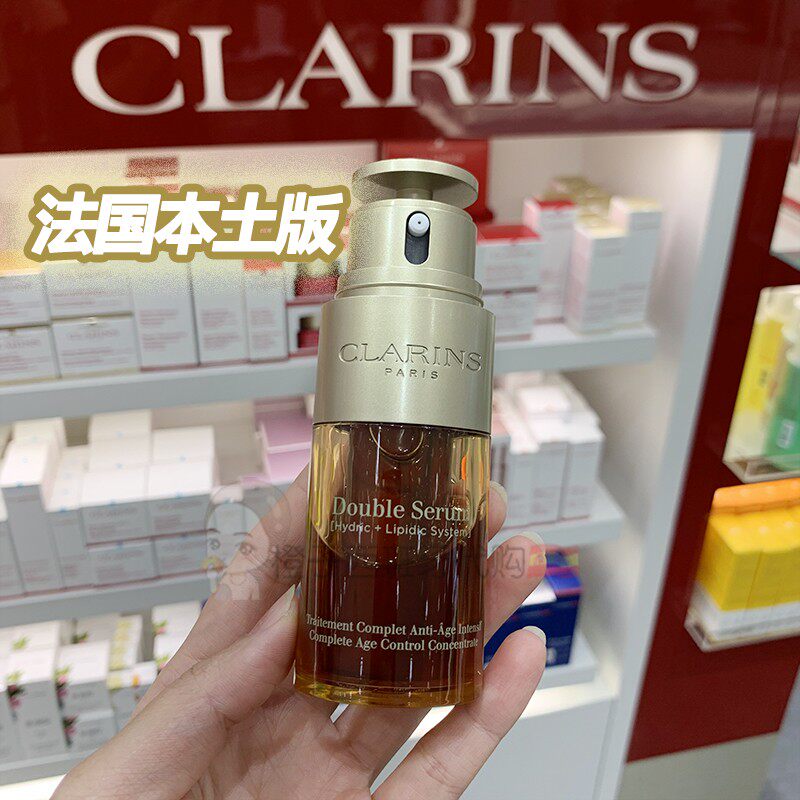 CLARINS
法国本土版
CLARINS
PARIS
Double Serum
[Hydric + Lipidic System]
Traitement Complet Anti-Âge Intensif
Complete Age Control Concentrate